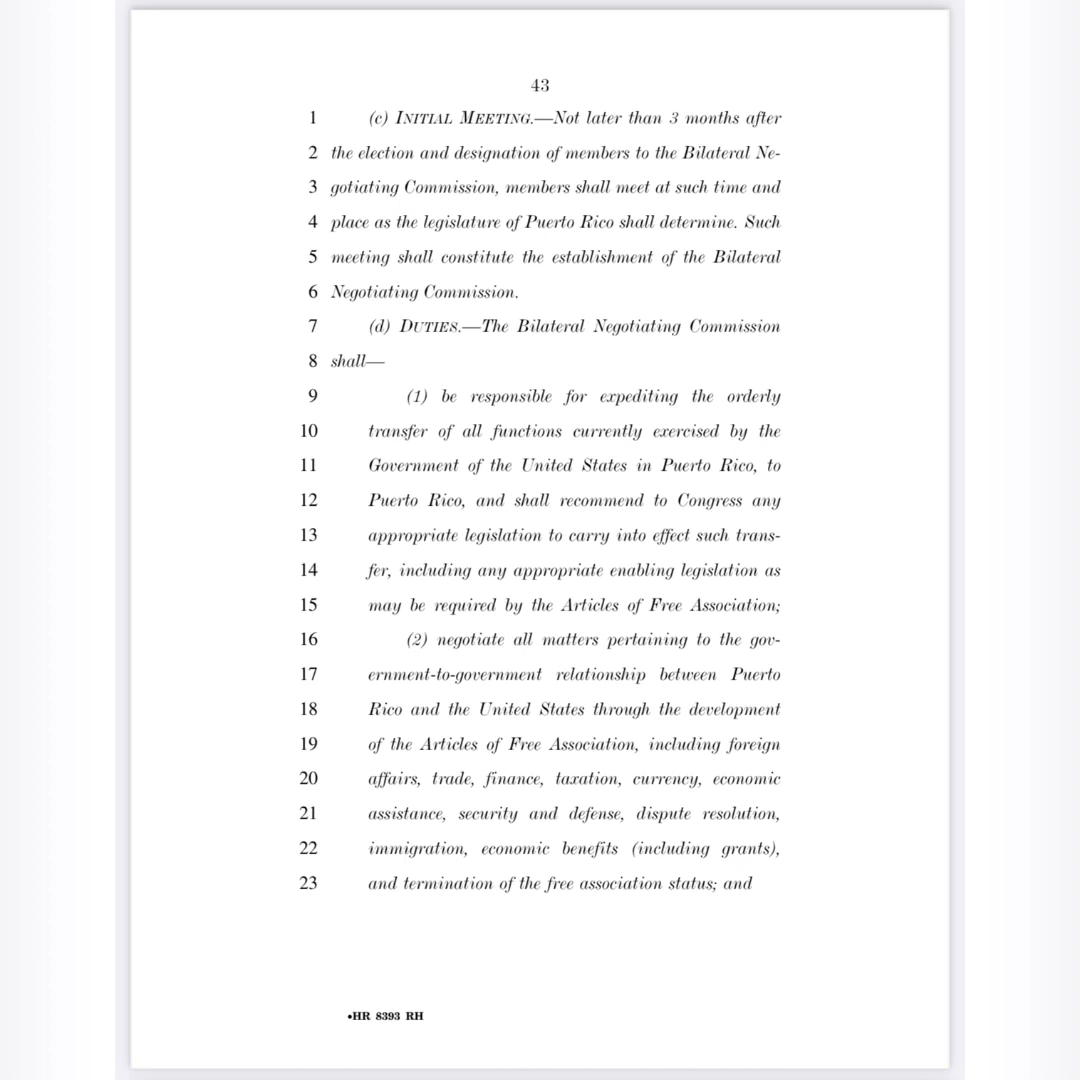 43
1 (c) INITIAL MEETING.—Not later than 3 months after
2 the election and designation of members to the Bilateral Ne-
3 gotiating Commission, members shall meet at such time and
4 place as the legislature of Puerto Rico shall determine. Such
5 meeting shall constitute the establishment of the Bilateral
6 Negotiating Commission.
7 (d) DUTIES.—The Bilateral Negotiating Commission
8 shall—
9 (1) be responsible for expediting the orderly
10 transfer of all functions currently exercised by the
11 Government of the United States in Puerto Rico, to
12 Puerto Rico, and shall recommend to Congress any
13 appropriate legislation to carry into effect such trans-
14 fer, including any appropriate enabling legislation as
15 may be required by the Articles of Free Association;
16 (2) negotiate all matters pertaining to the gov-
17 ernment-to-government relationship between Puerto
18 Rico and the United States through the development
19 of the Articles of Free Association, including foreign
20 affairs, trade, finance, taxation, currency, economic
21 assistance, security and defense, dispute resolution,
22 immigration, economic benefits (including grants),
23 and termination of the free association status; and
•HR 8393 RH